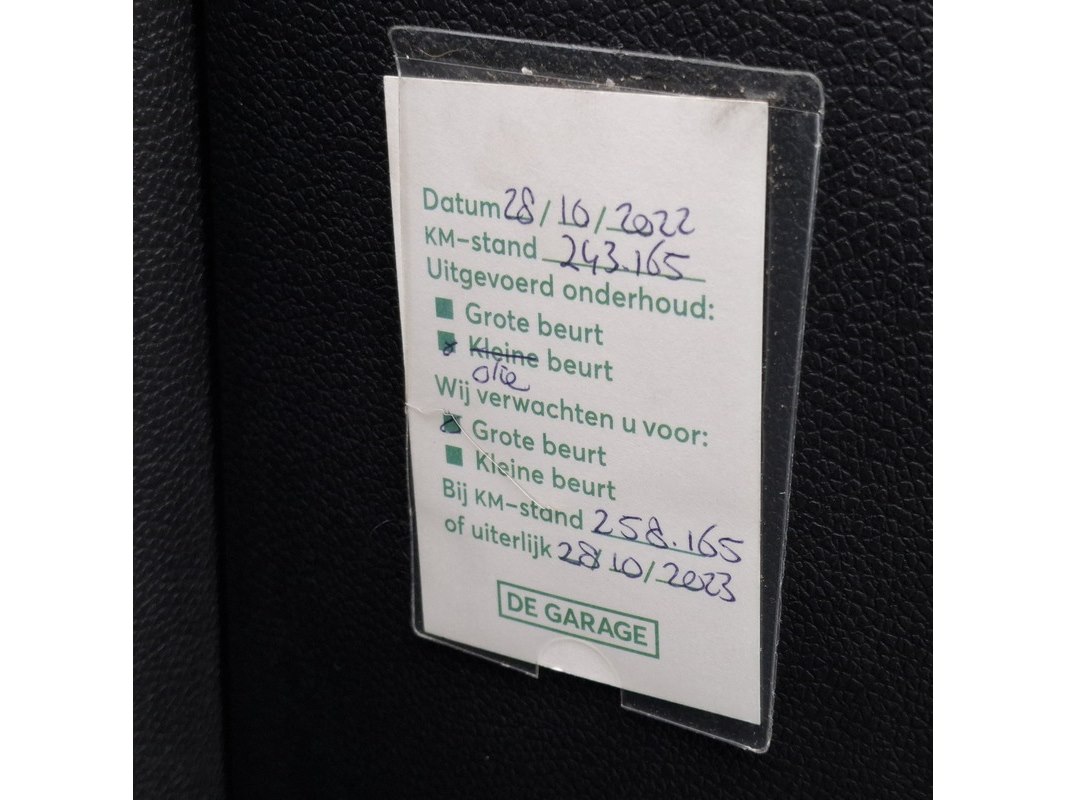 Datum 28/10/2022
KM-stand 243.165
Uitgevoerd onderhoud:
Grote beurt
x Kleine beurt
olie
Wij verwachten u voor:
x Grote beurt
Kleine beurt
Bij KM-stand 258.165
of uiterlijk 28/10/2023
DE GARAGE